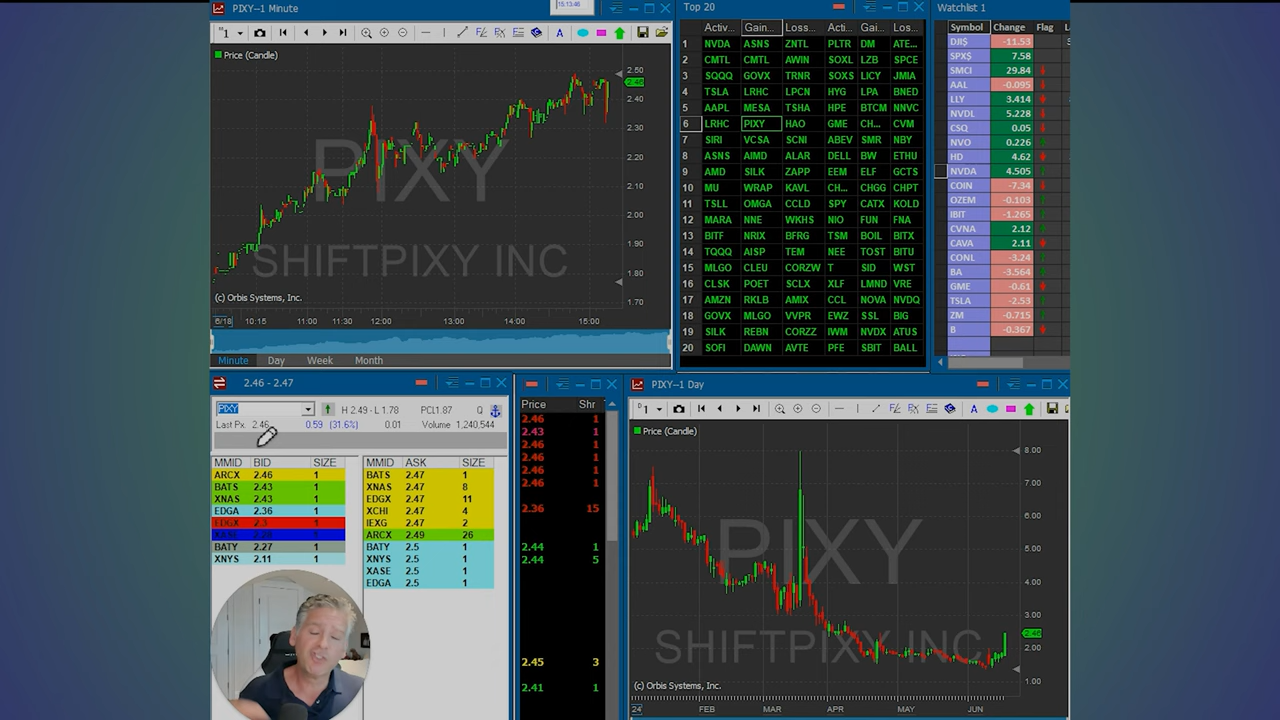 PIXY--1 Minute
15:13:46
Top 20
Watchlist 1
1
Price (Candle)
2.50
2.46
2.40
2.30
2.20
2.10
2.00
1.90
1.80
1.70
PIXY
SHIFTPIXY INC
(c) Orbis Systems, Inc.
6/18 10:15 11:00 11:30 12:00 13:00 14:00 15:00
Minute Day Week Month
Activ... Gain... Loss... Acti... Gai... Los...
1 NVDA ASNS ZNTL PLTR DM ATE...
2 CMTL CMTL AWIN SOXL LZB SPCE
3 SQQQ GOVX TRNR SOXS LICY JMIA
4 TSLA LRHC LPCN HYG LPA BNED
5 AAPL MESA TSHA HPE BTCM NNVC
6 LRHC PIXY HAO GME CH... CVM
7 SIRI VCSA SCNI ABEV SMR NBY
8 ASNS AIMD ALAR DELL BW ETHU
9 AMD SILK ZAPP EEM ELF GCTS
10 MU WRAP KAVL CH... CHGG CHPT
11 TSLL OMGA CCLD SPY CATX KOLD
12 MARA NNE WKHS NIO FUN FNA
13 BITF NRIX BFRG TSM BOIL BITX
14 TQQQ AISP TEM NEE TOST BITU
15 MLGO CLEU CORZW T SID WST
16 CLSK POET SCLX XLF LMND VRE
17 AMZN RKLB AMIX CCL NOVA NVDQ
18 GOVX MLGO VVPR EWZ SSL BIG
19 SILK REBN CORZZ IWM NVDX ATUS
20 SOFI DAWN AVTE PFE SBIT BALL
Symbol Change Flag
DJI$ -11.53
SPX$ 7.58
SMCI 29.84
AAL -0.095
LLY 3.414
NVDL 5.228
CSQ 0.05
NVO 0.226
HD 4.62
NVDA 4.505
COIN -7.34
OZEM -0.103
IBIT -1.265
CVNA 2.12
CAVA 2.11
CONL -3.24
BA -3.564
GME -0.61
TSLA -2.53
ZM -0.715
B -0.367
2.46 - 2.47
PIXY H 2.49 - L 1.78 PCL1.87 Q
Last Px. 2.46 0.59 (31.6%) 0.01 Volume 1,240,544
MMID BID SIZE
ARCX 2.46 1
BATS 2.43 1
XNAS 2.43 1
EDGA 2.36 1
EDGX 2.3 1
XASE
BATY 2.27 1
XNYS 2.11 1
MMID ASK SIZE
BATS 2.47 1
XNAS 2.47 8
EDGX 2.47 11
XCHI 2.47 4
IEXG 2.47 2
ARCX 2.49 26
BATY 2.5 1
XNYS 2.5 1
XASE 2.5 1
EDGA 2.5 1
Price Shr
2.46 1
2.43 1
2.46 1
2.46 1
2.46 1
2.46 1
2.36 15
2.44 1
2.44 5
2.45 3
2.41 1
PIXY--1 Day
1
Price (Candle)
8.00
7.00
6.00
5.00
4.00
3.00
2.46
2.00
1.00
PIXY
SHIFTPIXY INC
(c) Orbis Systems, Inc.
24 FEB MAR APR MAY JUN